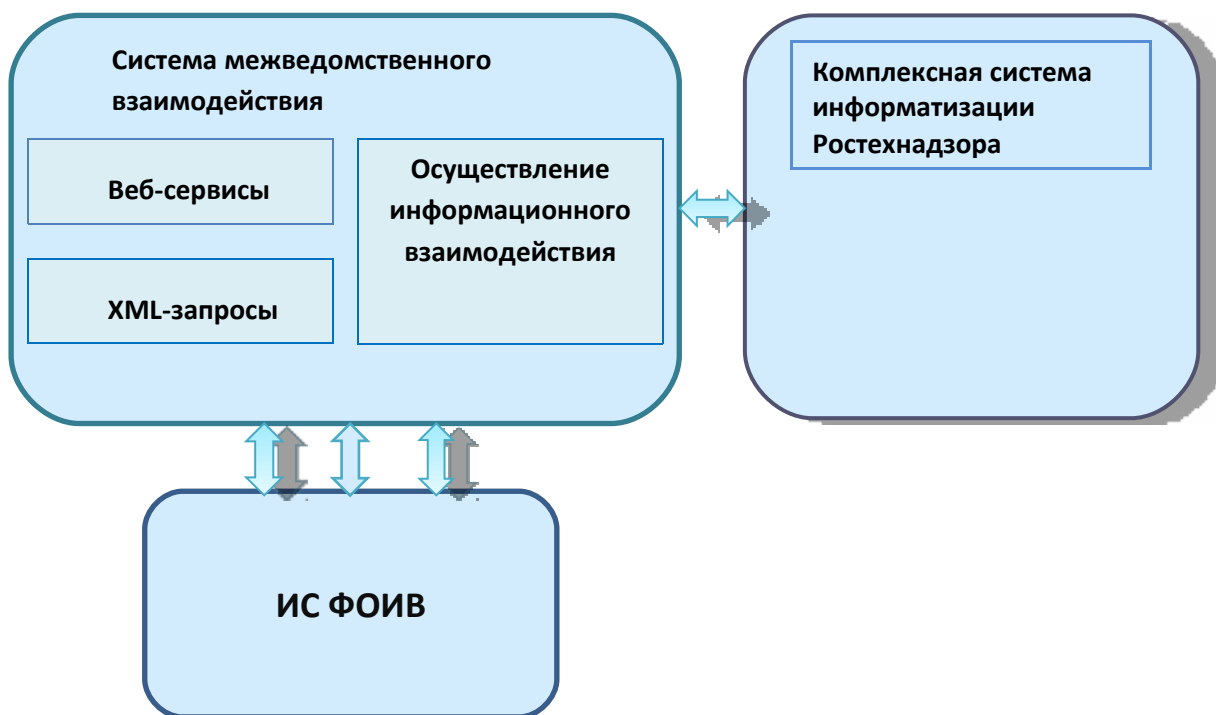 Система межведомственного
взаимодействия
Веб-сервисы
XML-запросы
Осуществление
информационного
взаимодействия
Комплексная система
информатизации
Ростехнадзора
ИС ФОИВ